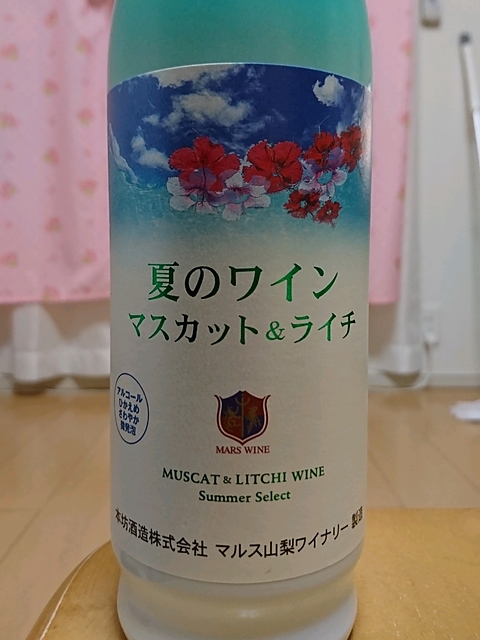 夏のワイン
マスカット&ライチ
アルコール
ひかえめ
さわやか
微発泡
MARS WINE
MUSCAT & LITCHI WINE
Summer Select
本坊酒造株式会社 マルス山梨ワイナリー 製造